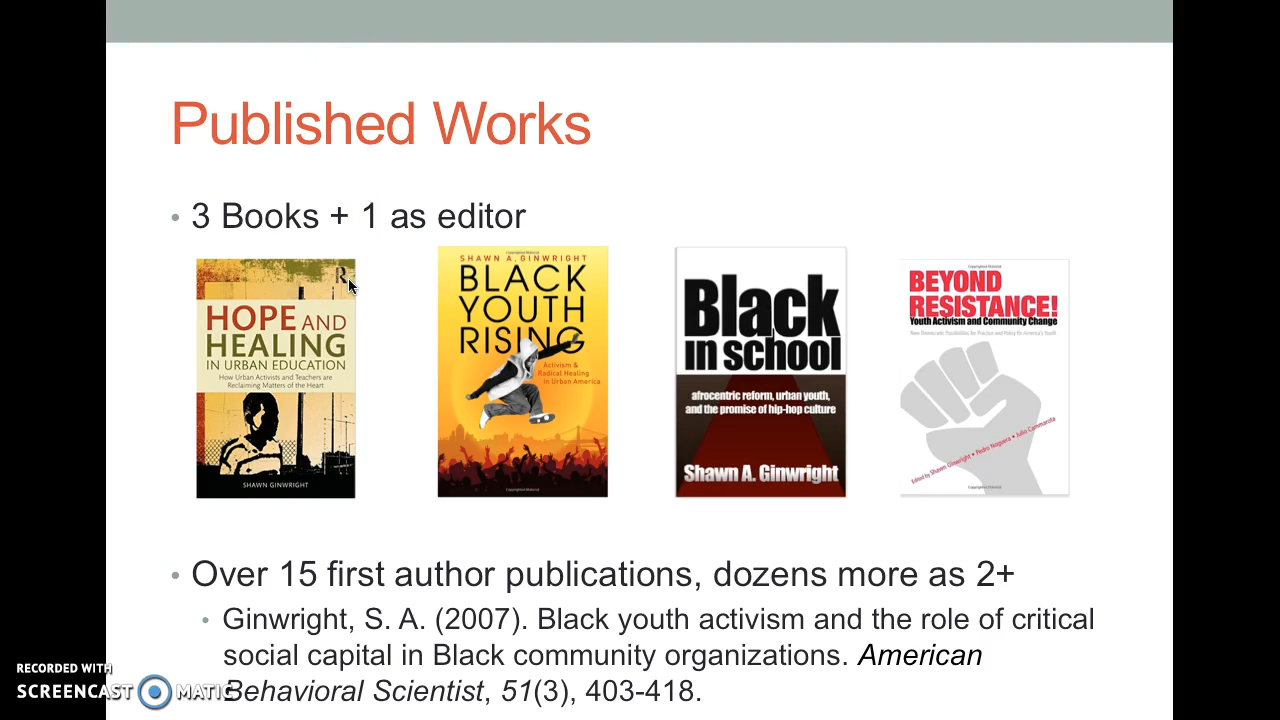 Published Works
• 3 Books + 1 as editor
R
HOPE AND
HEALING
IN URBAN EDUCATION
How Urban Activists and Teachers are
Reclaiming Matters of the Heart
SHAWN GINWRIGHT
SHAWN A. GINWRIGHT
BLACK
YOUTH
RISING
Activism &
Radical Healing
in Urban America
Copyrighted Material
Black
in school
afrocentric reform, urban youth,
and the promise of hip-hop culture
Shawn A. Ginwright
Copyrighted Material
BEYOND
RESISTANCE!
Youth Activism and Community Change
New Democratic Possibilities for Practice and Policy for America's Youth
Edited by Shawn Ginwright • Pedro Noguera • Julio Cammarota
Copyrighted Material
• Over 15 first author publications, dozens more as 2+
• Ginwright, S. A. (2007). Black youth activism and the role of critical
social capital in Black community organizations. American
Behavioral Scientist, 51(3), 403-418.
RECORDED WITH
SCREENCAST MATIC